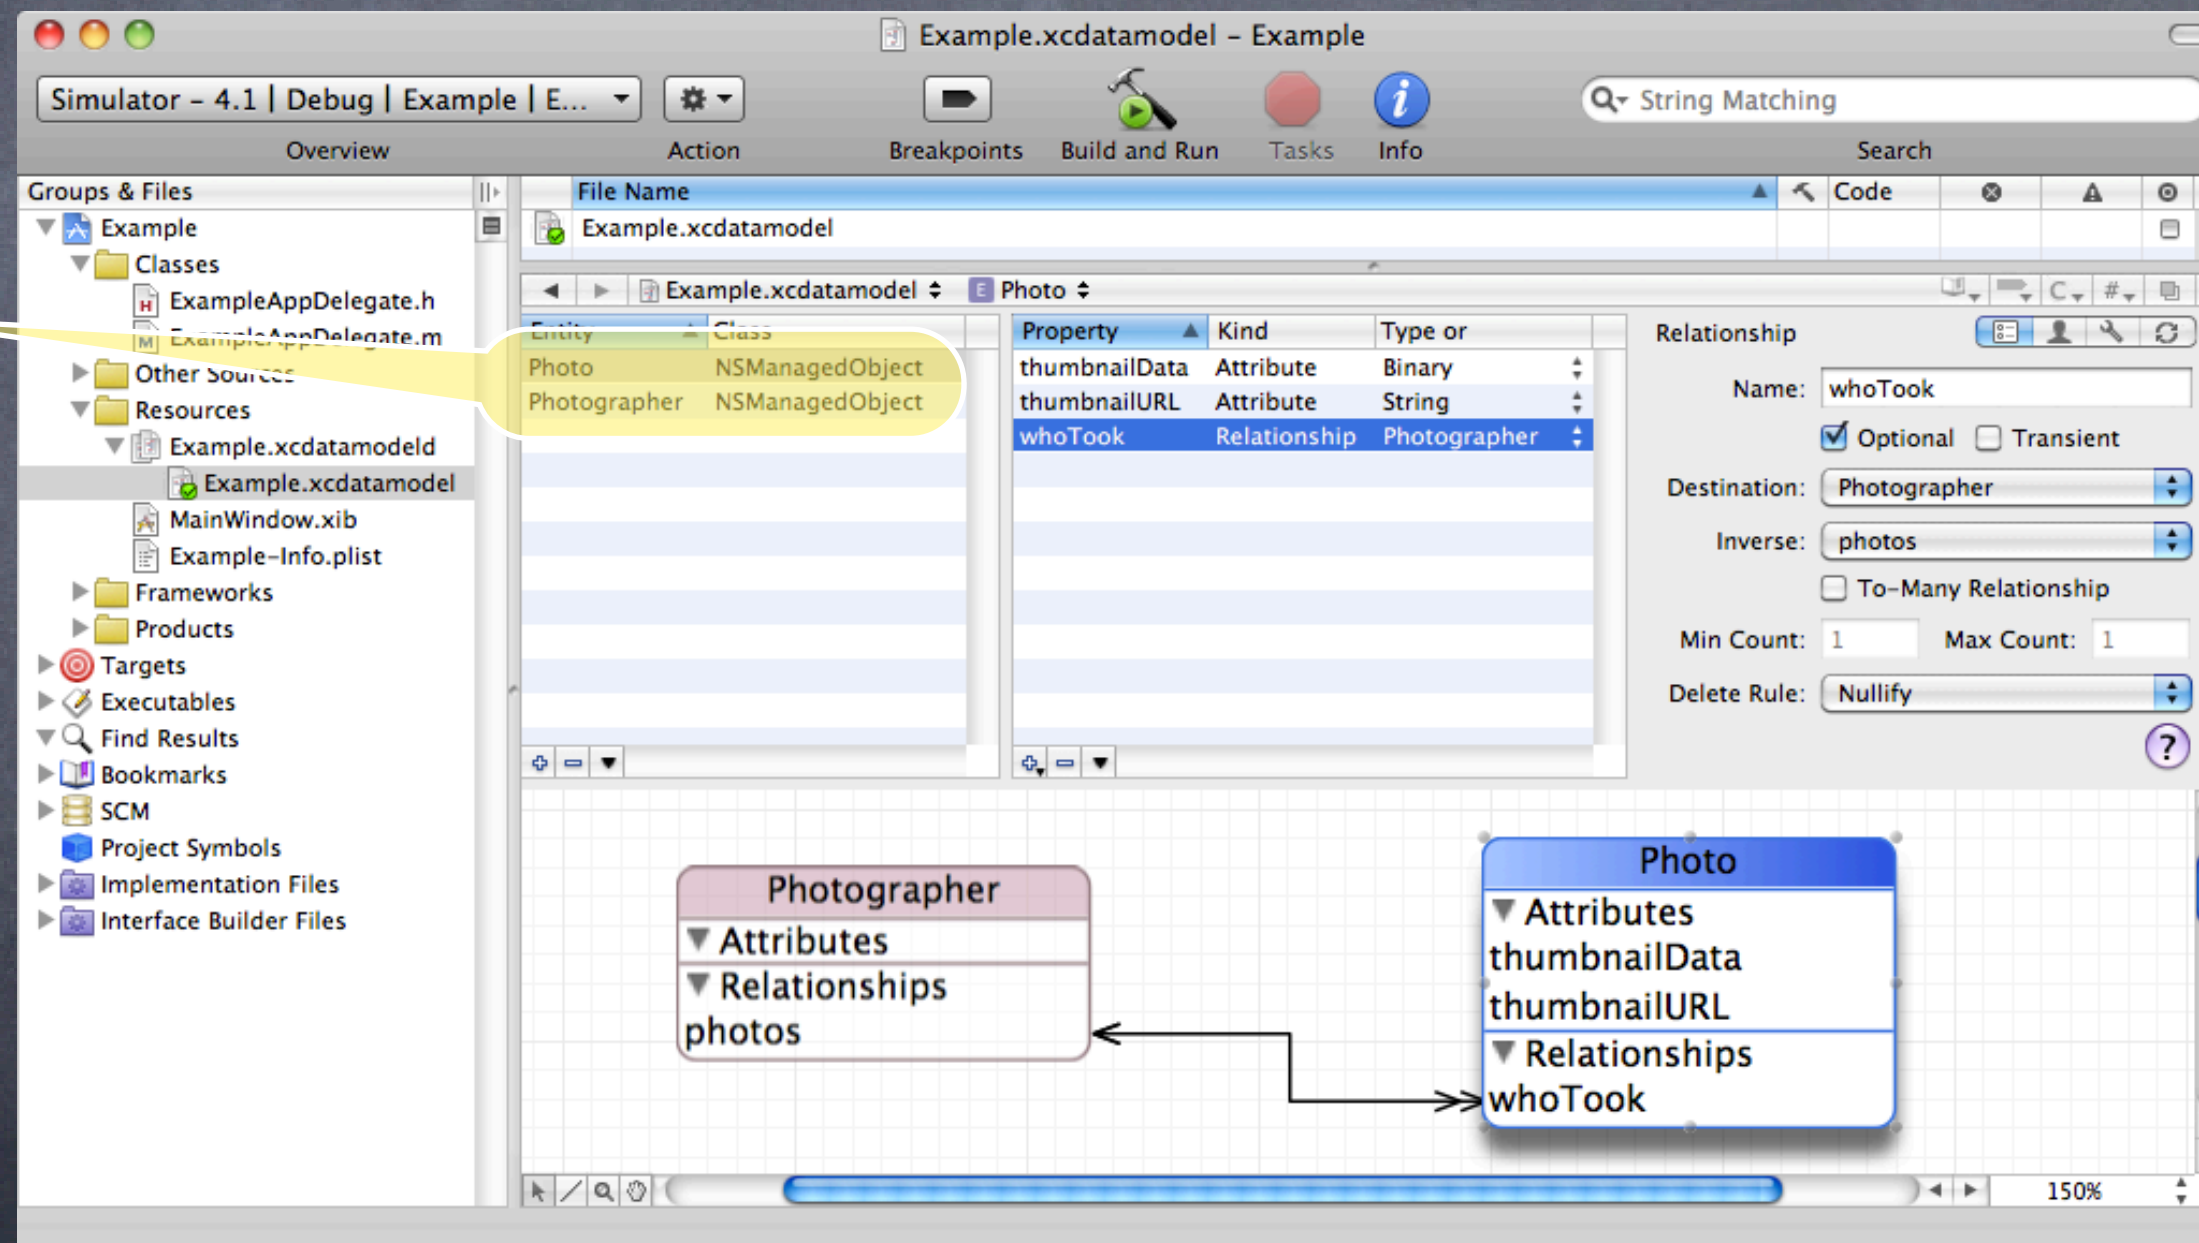 Example.xcdatamodel – Example
Simulator – 4.1 | Debug | Example | E...
String Matching
Overview Action Breakpoints Build and Run Tasks Info Search
Groups & Files
Example
Classes
ExampleAppDelegate.h
ExampleAppDelegate.m
Other Sources
Resources
Example.xcdatamodeld
Example.xcdatamodel
MainWindow.xib
Example-Info.plist
Frameworks
Products
Targets
Executables
Find Results
Bookmarks
SCM
Project Symbols
Implementation Files
Interface Builder Files
File Name Code
Example.xcdatamodel
Example.xcdatamodel E Photo C #
Entity Class
Photo NSManagedObject
Photographer NSManagedObject
Property Kind Type or
thumbnailData Attribute Binary
thumbnailURL Attribute String
whoTook Relationship Photographer
Relationship
Name: whoTook
Optional Transient
Destination: Photographer
Inverse: photos
To-Many Relationship
Min Count: 1 Max Count: 1
Delete Rule: Nullify
?
Photographer
Attributes
Relationships
photos
Photo
Attributes
thumbnailData
thumbnailURL
Relationships
whoTook
150%